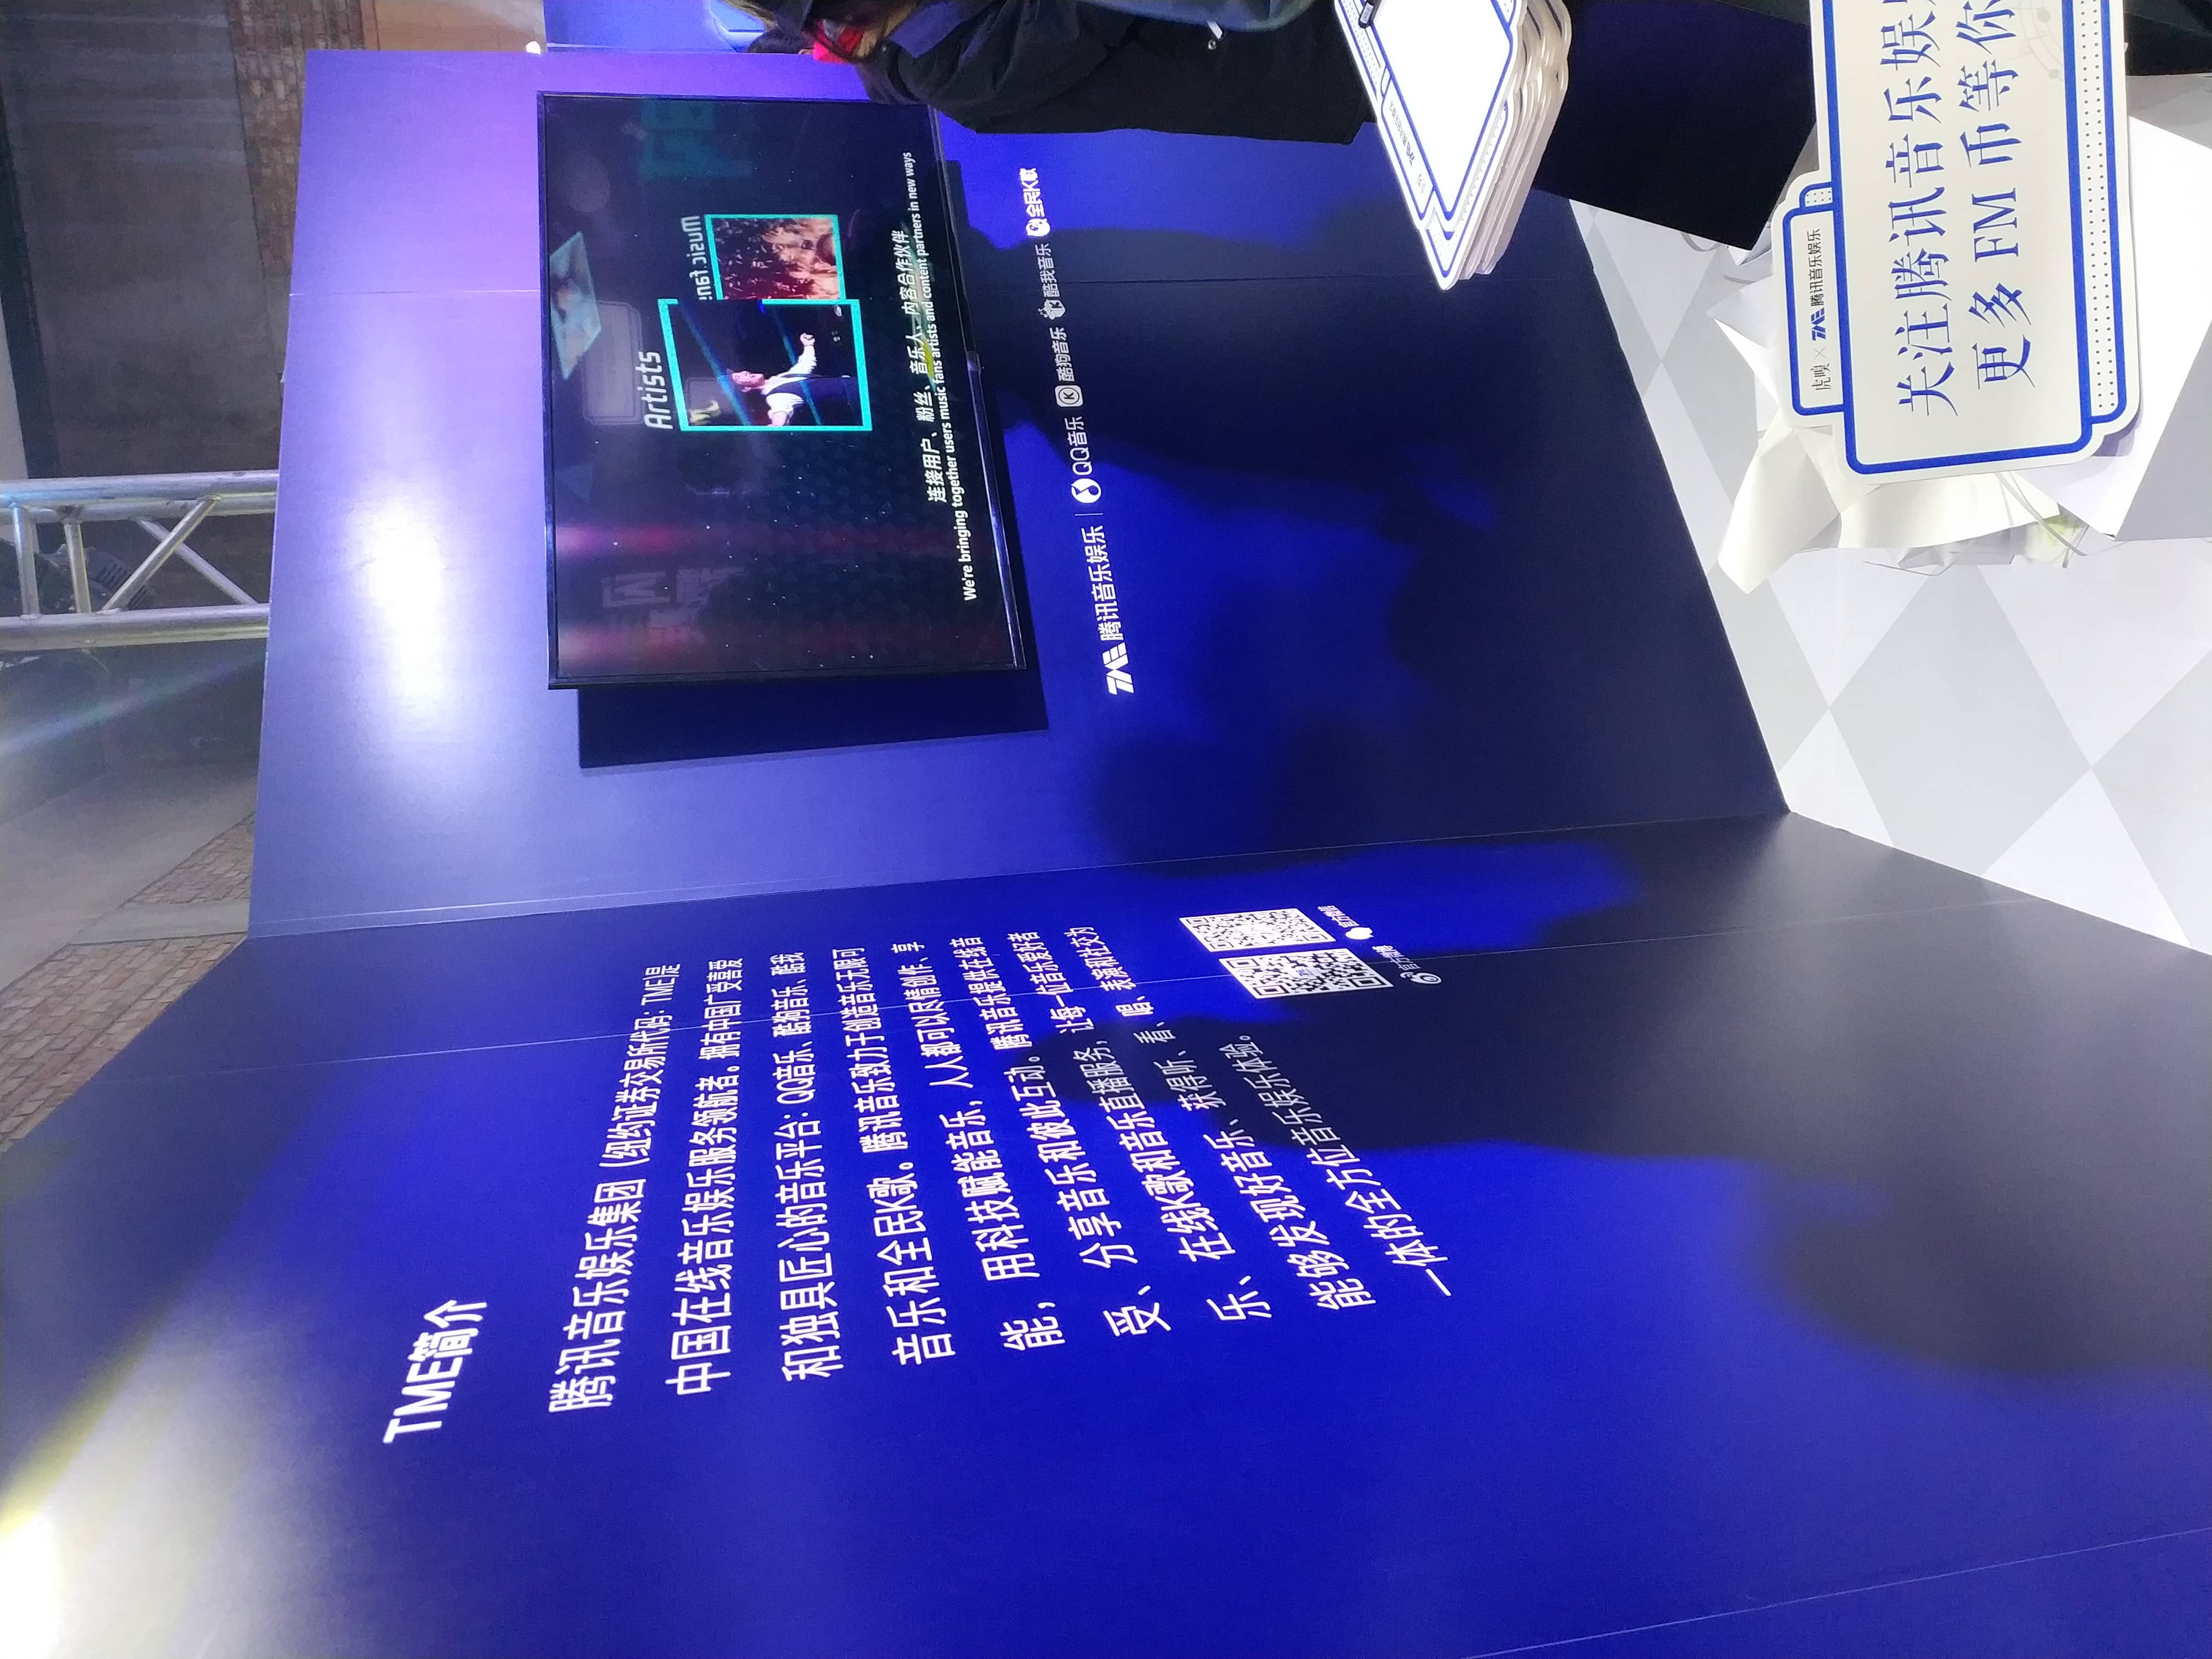 TME简介
腾讯音乐娱乐集团（纽约证券交易所代码：TME)是
中国在线音乐娱乐服务领航者。拥有中国广受喜爱
和独具匠心的音乐平台：QQ音乐、酷狗音乐、酷我
音乐和全民K歌。腾讯音乐致力于创造音乐无限可
能，用科技赋能音乐，人人都可以尽情创作、享
受、分享音乐和彼此互动。腾讯音乐提供在线音
乐、在线K歌和音乐直播服务，让每一位音乐爱好者
能够发现好音乐、获得听、看、唱、表演和社交为
一体的全方位音乐娱乐体验。
官方微博
官方微信
Artists
Music fans
连接用户、粉丝、音乐人、内容合作伙伴
We're bringing together users music fans artists and content partners in new ways
TME 腾讯音乐娱乐 | QQ音乐 酷狗音乐 酷我音乐 全民K歌
虎嗅 × TME 腾讯音乐娱乐
关注腾讯音乐娱
更多 FM 币等你